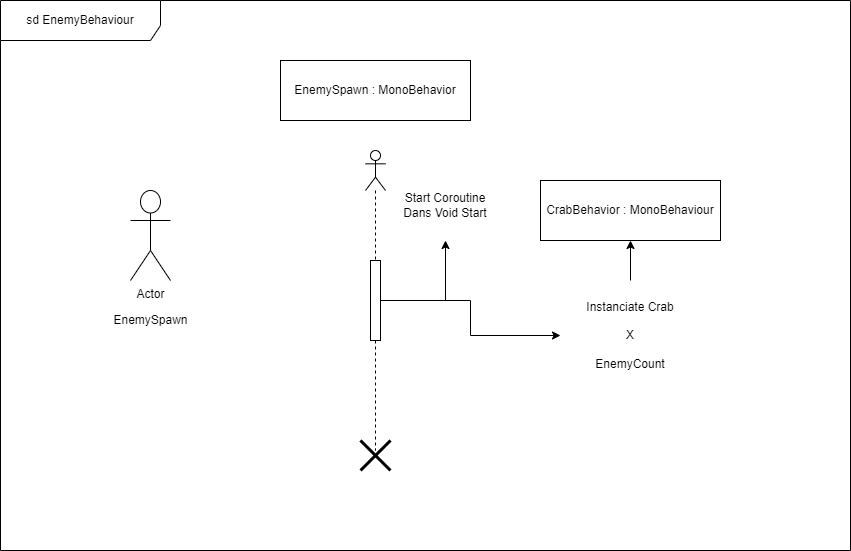 sd EnemyBehaviour
EnemySpawn : MonoBehavior
Start Coroutine
Dans Void Start
CrabBehavior : MonoBehaviour
Actor
EnemySpawn
Instanciate Crab
X
EnemyCount